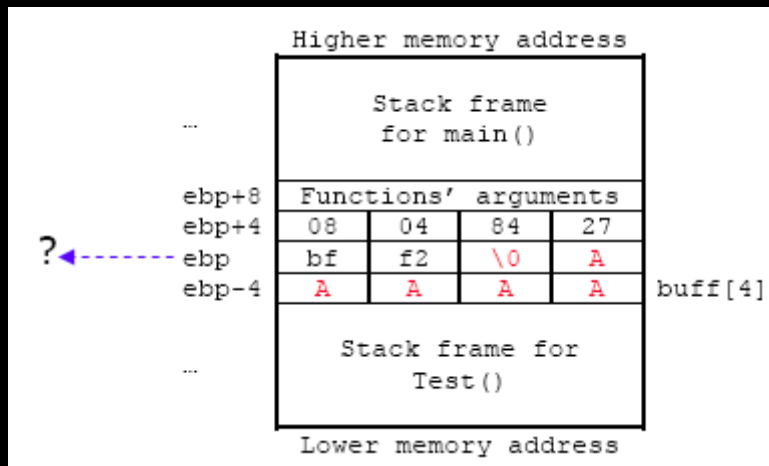 Higher memory address
Stack frame
for main()
…
ebp+8 Functions’ arguments
ebp+4 08 04 84 27
? ebp bf f2 \0 A
ebp-4 A A A A buff[4]
Stack frame for
Test()
…
Lower memory address